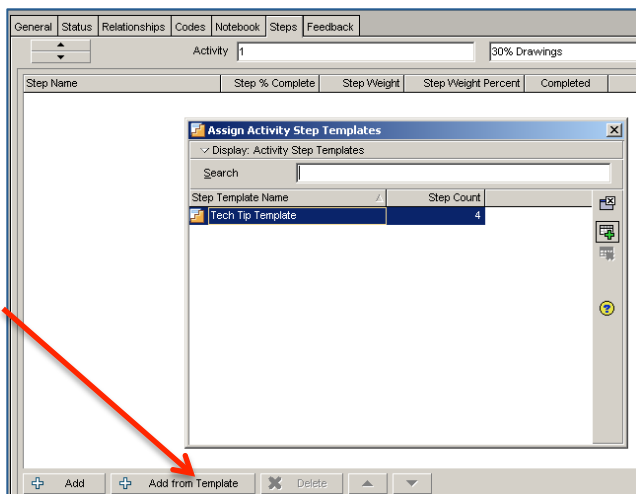 General Status Relationships Codes Notebook Steps Feedback
Activity 1 30% Drawings
Step Name Step % Complete Step Weight Step Weight Percent Completed
Assign Activity Step Templates
Display: Activity Step Templates
Search
Step Template Name Step Count
Tech Tip Template 4
Add Add from Template Delete